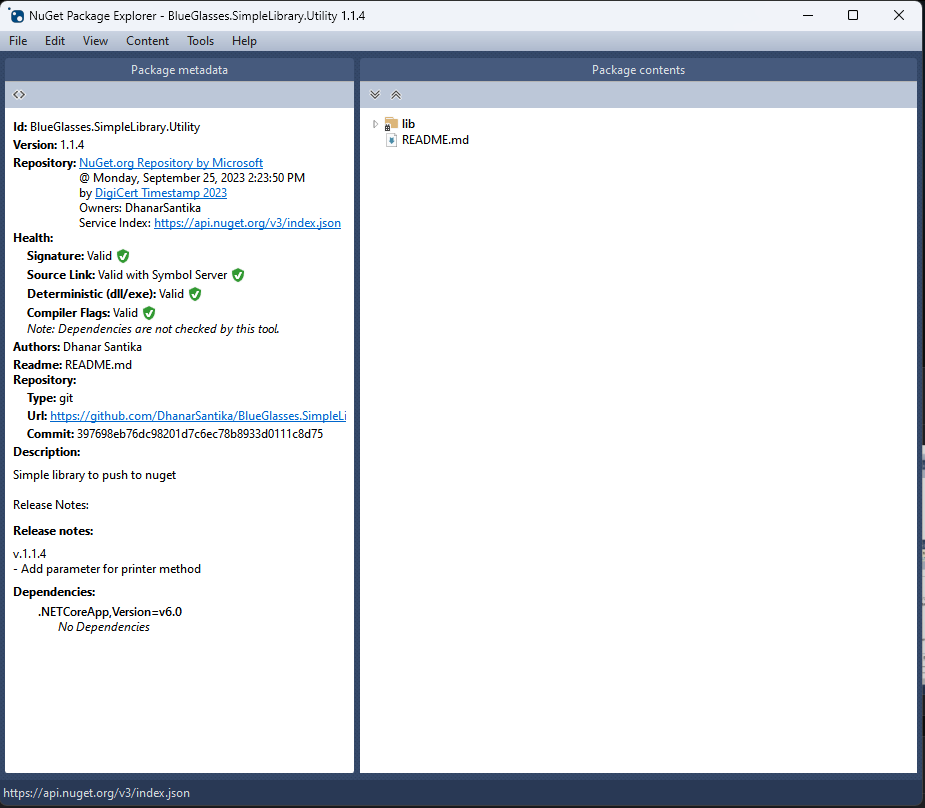 NuGet Package Explorer - BlueGlasses.SimpleLibrary.Utility 1.1.4
File Edit View Content Tools Help
Package metadata
Package contents
Id: BlueGlasses.SimpleLibrary.Utility
Version: 1.1.4
Repository: NuGet.org Repository by Microsoft
@ Monday, September 25, 2023 2:23:50 PM
by DigiCert Timestamp 2023
Owners: DhanarSantika
Service Index: https://api.nuget.org/v3/index.json
Health:
Signature: Valid
Source Link: Valid with Symbol Server
Deterministic (dll/exe): Valid
Compiler Flags: Valid
Note: Dependencies are not checked by this tool.
Authors: Dhanar Santika
Readme: README.md
Repository:
Type: git
Url: https://github.com/DhanarSantika/BlueGlasses.SimpleLi
Commit: 397698eb76dc98201d7c6ec78b8933d0111c8d75
Description:
Simple library to push to nuget
Release Notes:
Release notes:
v.1.1.4
- Add parameter for printer method
Dependencies:
.NETCoreApp,Version=v6.0
No Dependencies
lib
README.md
https://api.nuget.org/v3/index.json